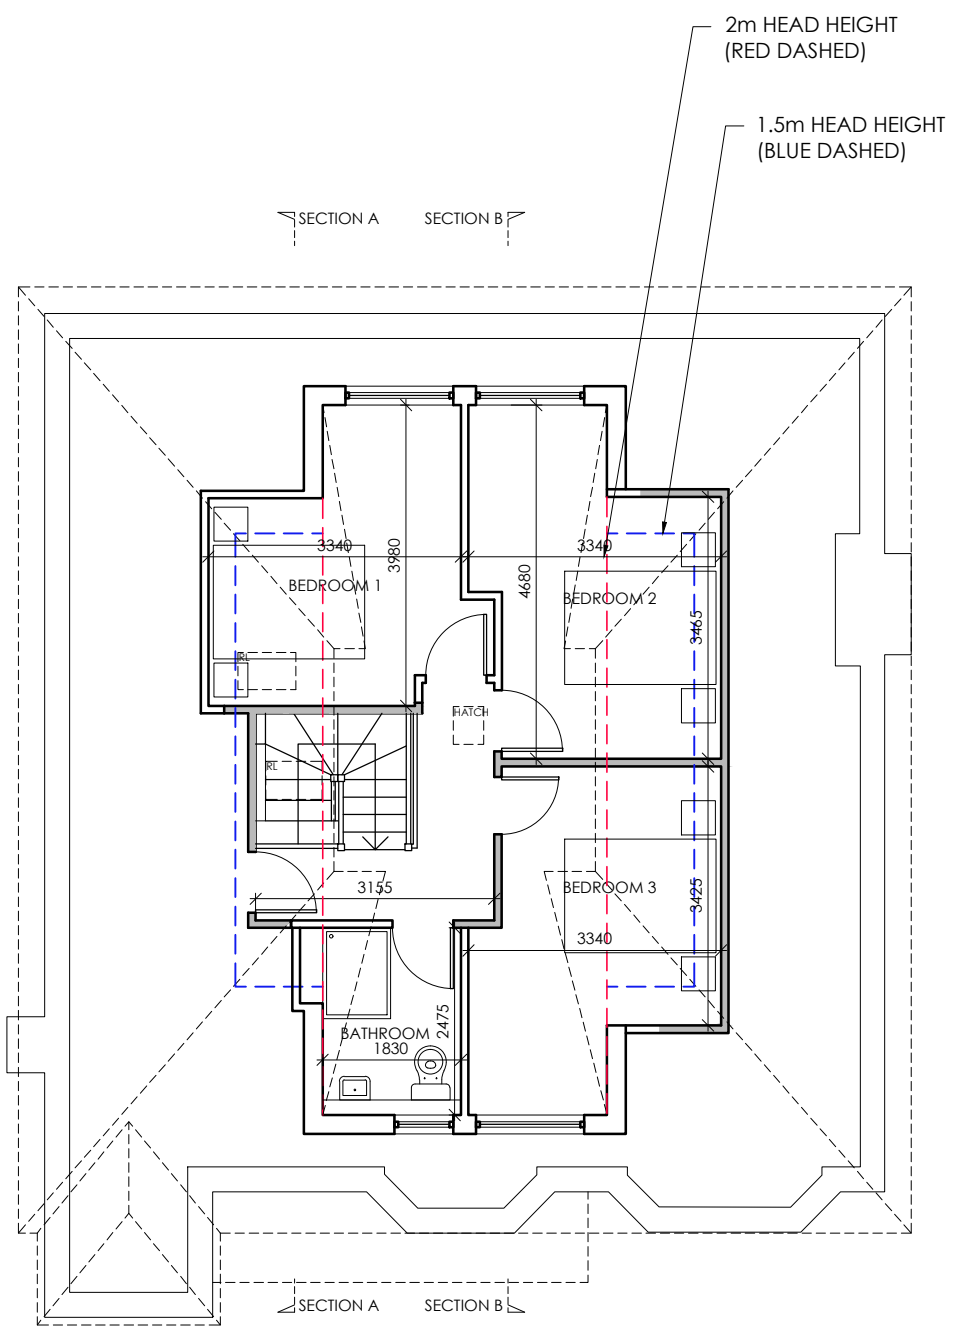 2m HEAD HEIGHT
(RED DASHED)
1.5m HEAD HEIGHT
(BLUE DASHED)
SECTION A
SECTION B
3340
3980
BEDROOM 1
RL
3340
4680
BEDROOM 2
3465
HATCH
RL
3155
BEDROOM 3
3425
3340
BATHROOM
1830
2475
SECTION A
SECTION B